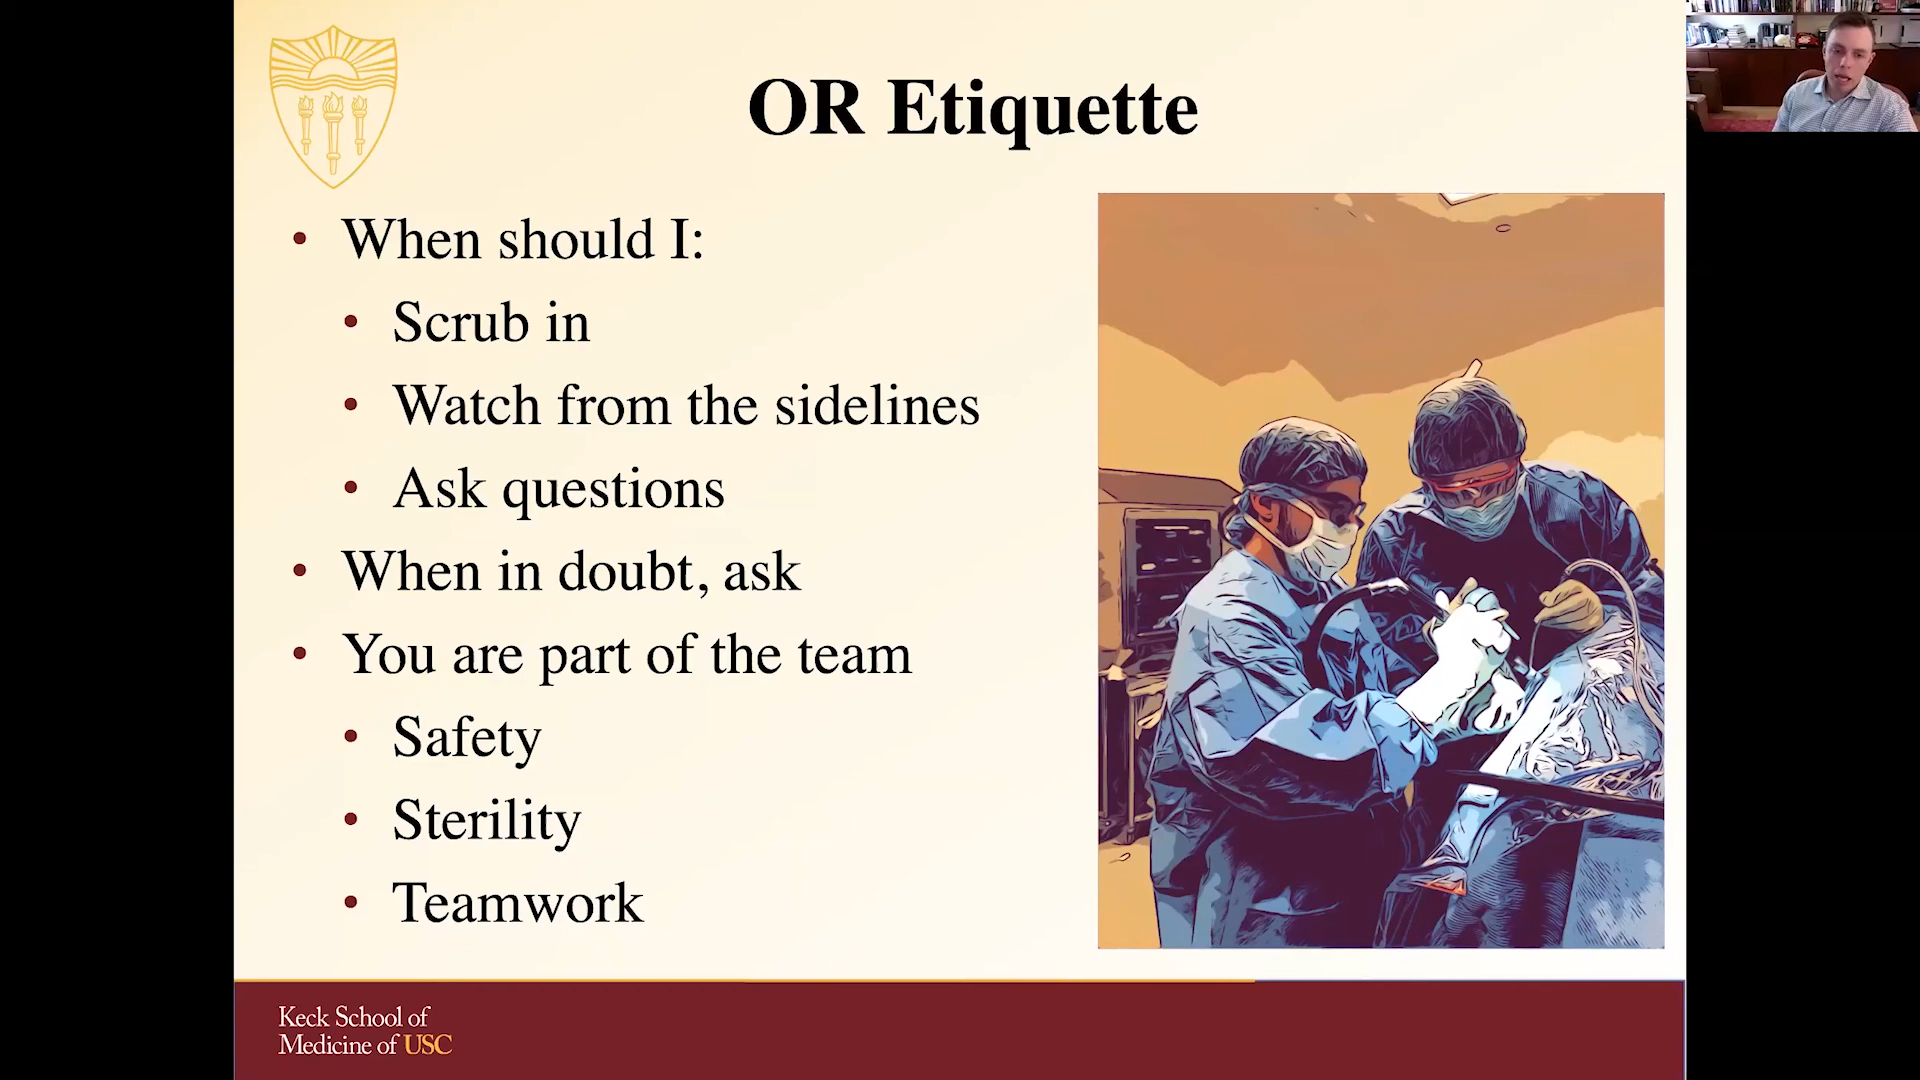 OR Etiquette
• When should I:
• Scrub in
• Watch from the sidelines
• Ask questions
• When in doubt, ask
• You are part of the team
• Safety
• Sterility
• Teamwork
Keck School of
Medicine of USC